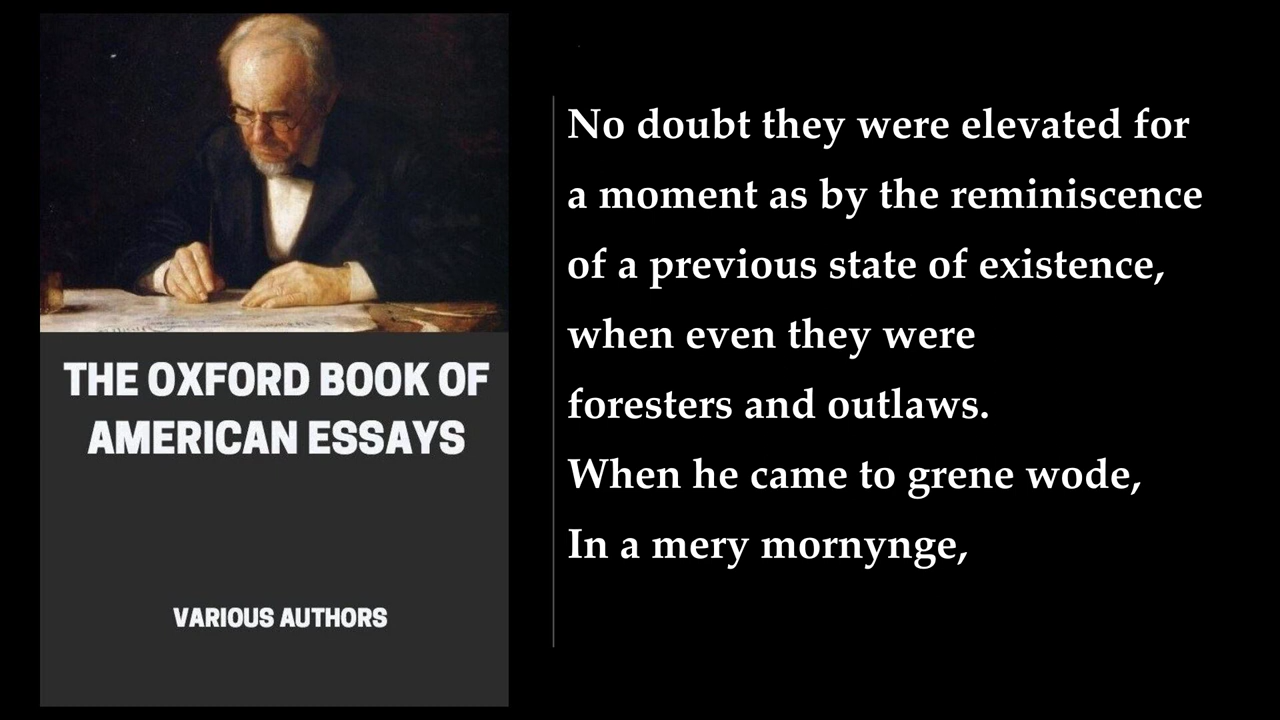 THE OXFORD BOOK OF
AMERICAN ESSAYS
VARIOUS AUTHORS
No doubt they were elevated for
a moment as by the reminiscence
of a previous state of existence,
when even they were
foresters and outlaws.
When he came to grene wode,
In a mery mornynge,